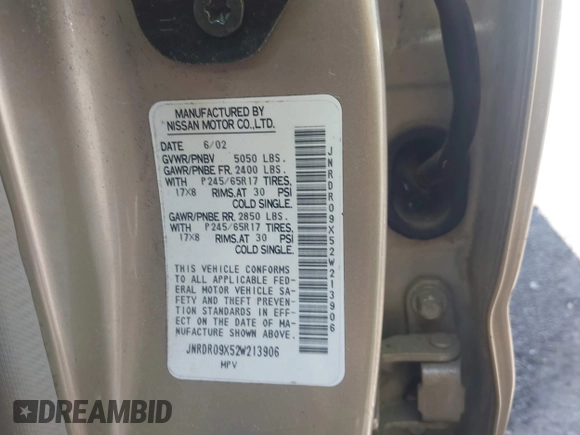 MANUFACTURED BY
NISSAN MOTOR CO.,LTD.
DATE 6/02
GVWR/PNBV 5050 LBS.
GAWR/PNBE FR. 2400 LBS.
WITH P245/65R17 TIRES,
17X8 RIMS,AT 30 PSI
COLD SINGLE.
GAWR/PNBE RR. 2850 LBS.
WITH P245/65R17 TIRES,
17X8 RIMS,AT 30 PSI
COLD SINGLE.
THIS VEHICLE CONFORMS
TO ALL APPLICABLE FED-
ERAL MOTOR VEHICLE SA-
FETY AND THEFT PREVEN-
TION STANDARDS IN EFF-
ECT ON THE DATE OF MA-
NUFACTURE SHOWN ABOVE.
JNRDR09X52W213906
MPV
JNRDR09X52W213906
DREAMBID